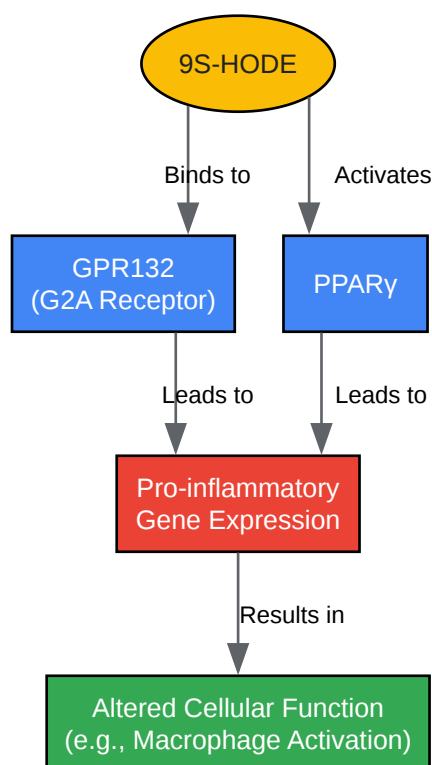 9S-HODE
Binds to
Activates
GPR132
(G2A Receptor)
PPARγ
Leads to
Leads to
Pro-inflammatory
Gene Expression
Results in
Altered Cellular Function
(e.g., Macrophage Activation)